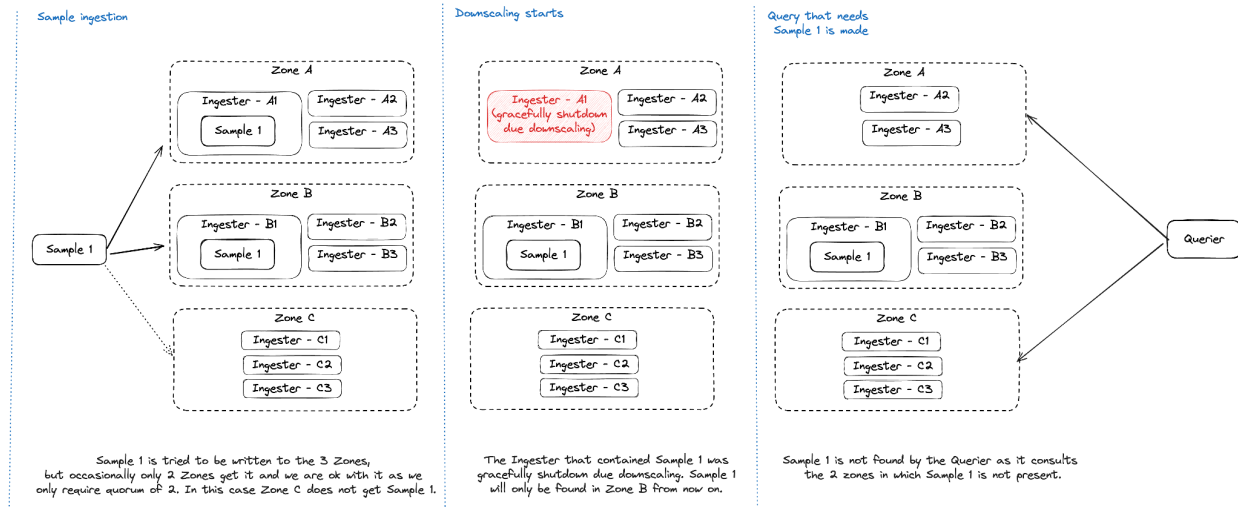 Sample ingestion
Zone A
Ingester - A1
Sample 1
Ingester - A2
Ingester - A3
Zone B
Ingester - B1
Sample 1
Ingester - B2
Ingester - B3
Sample 1
Zone C
Ingester - C1
Ingester - C2
Ingester - C3
Sample 1 is tried to be written to the 3 Zones,
but occasionally only 2 Zones get it and we are ok with it as we
only require quorum of 2. In this case Zone C does not get Sample 1.
Downscaling starts
Zone A
Ingester - A1
(gracefully shutdown
due downscaling)
Ingester - A2
Ingester - A3
Zone B
Ingester - B1
Sample 1
Ingester - B2
Ingester - B3
Zone C
Ingester - C1
Ingester - C2
Ingester - C3
The Ingester that contained Sample 1 was
gracefully shutdown due downscaling. Sample 1
will only be found in Zone B from now on.
Query that needs
Sample 1 is made
Zone A
Ingester - A2
Ingester - A3
Zone B
Ingester - B1
Sample 1
Ingester - B2
Ingester - B3
Querier
Zone C
Ingester - C1
Ingester - C2
Ingester - C3
Sample 1 is not found by the Querier as it consults
the 2 zones in which Sample 1 is not present.